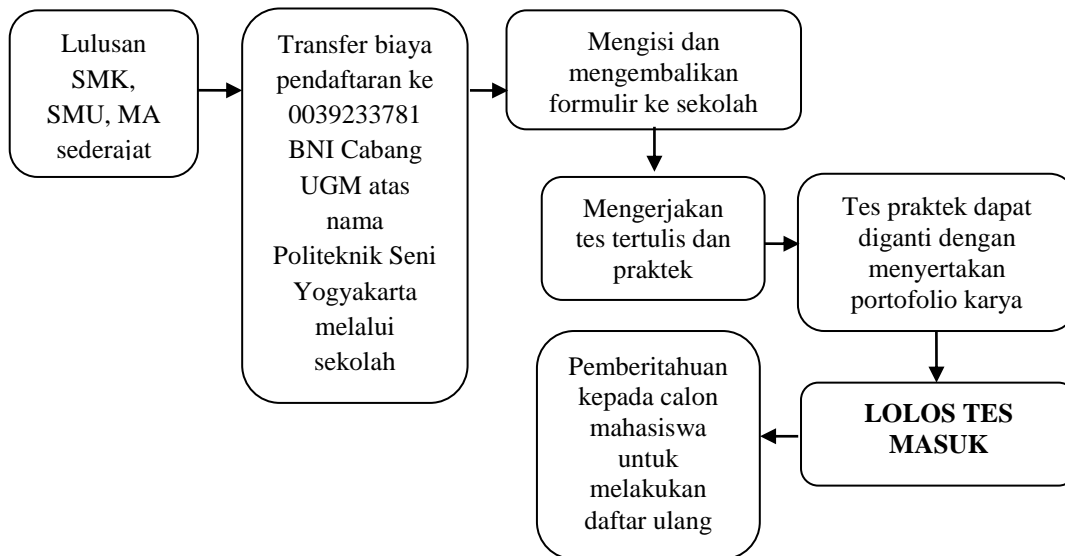 Lulusan
SMK,
SMU, MA
sederajat
Transfer biaya
pendaftaran ke
0039233781
BNI Cabang
UGM atas
nama
Politeknik Seni
Yogyakarta
melalui
sekolah
Mengisi dan
mengembalikan
formulir ke sekolah
Mengerjakan
tes tertulis dan
praktek
Tes praktek dapat
diganti dengan
menyertakan
portofolio karya
LOLOS TES
MASUK
Pemberitahuan
kepada calon
mahasiswa
untuk
melakukan
daftar ulang